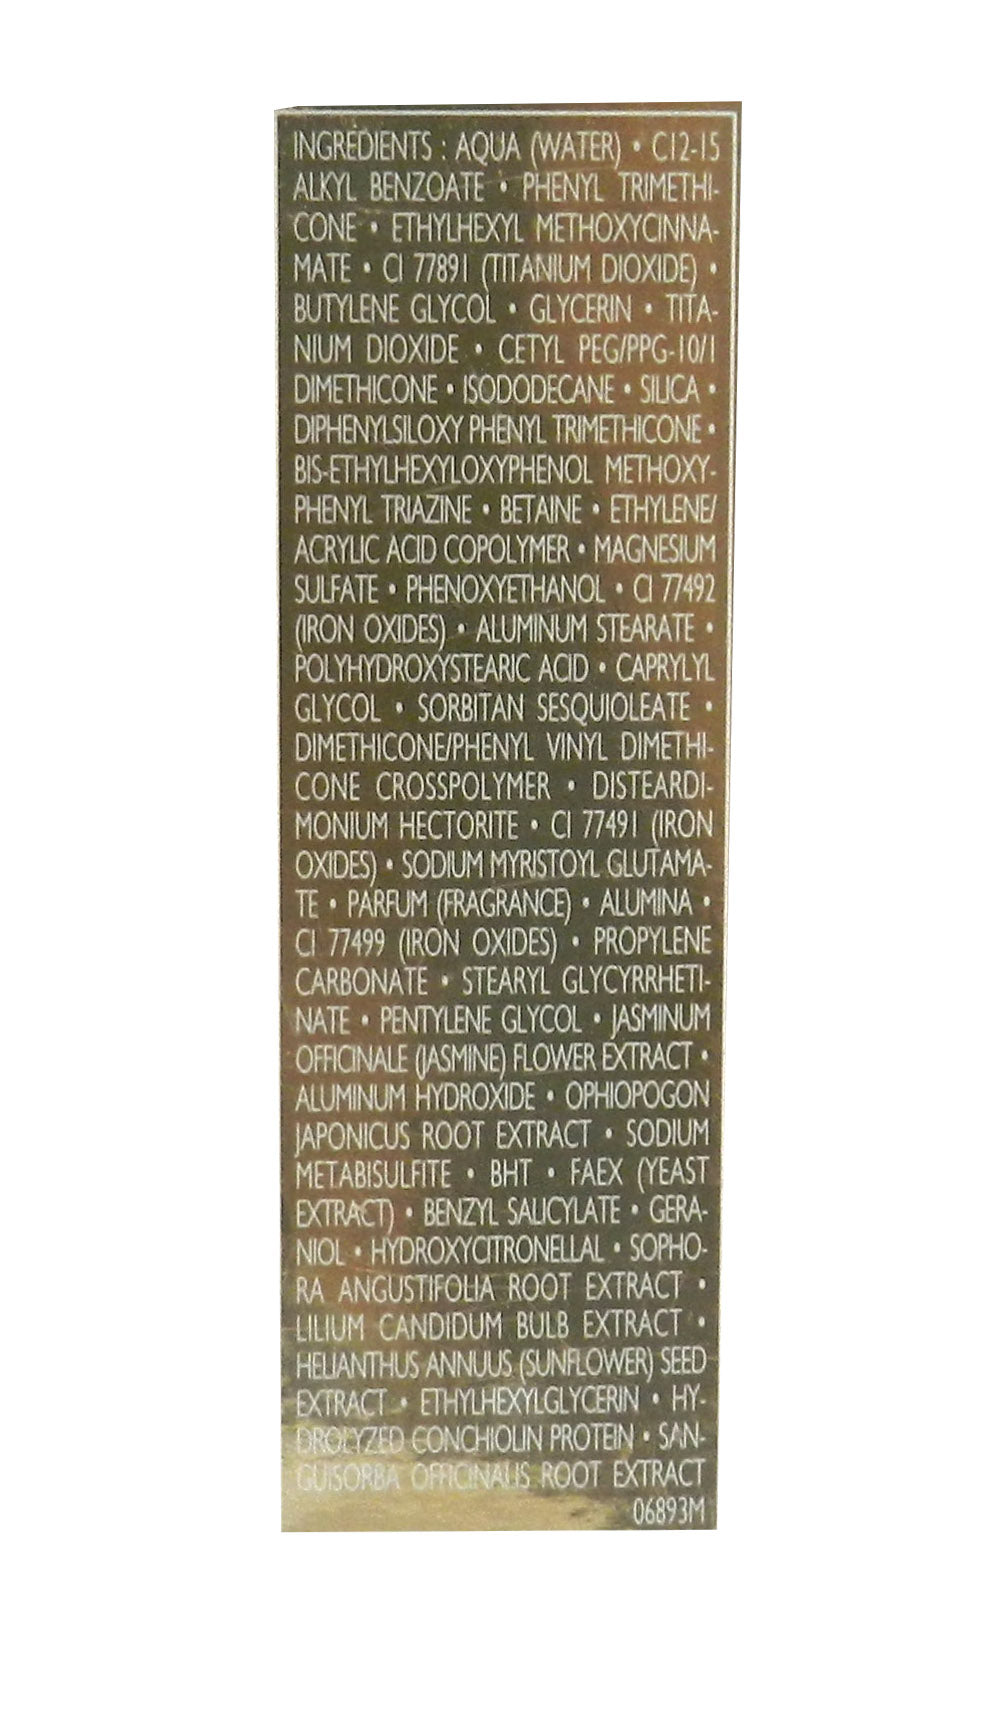 INGRÉDIENTS : AQUA (WATER) • C12-15
ALKYL BENZOATE • PHENYL TRIMETHI-
CONE • ETHYLHEXYL METHOXYCINNA-
MATE • CI 77891 (TITANIUM DIOXIDE) •
BUTYLENE GLYCOL • GLYCERIN • TITA-
NIUM DIOXIDE • CETYL PEG/PPG-10/1
DIMETHICONE • ISODODECANE • SILICA •
DIPHENYLSILOXY PHENYL TRIMETHICONE •
BIS-ETHYLHEXYLOXYPHENOL METHOXY-
PHENYL TRIAZINE • BETAINE • ETHYLENE/
ACRYLIC ACID COPOLYMER • MAGNESIUM
SULFATE • PHENOXYETHANOL • CI 77492
(IRON OXIDES) • ALUMINUM STEARATE •
POLYHYDROXYSTEARIC ACID • CAPRYLYL
GLYCOL • SORBITAN SESQUIOLEATE •
DIMETHICONE/PHENYL VINYL DIMETHI-
CONE CROSSPOLYMER • DISTEARDI-
MONIUM HECTORITE • CI 77491 (IRON
OXIDES) • SODIUM MYRISTOYL GLUTAMA-
TE • PARFUM (FRAGRANCE) • ALUMINA •
CI 77499 (IRON OXIDES) • PROPYLENE
CARBONATE • STEARYL GLYCYRRHETI-
NATE • PENTYLENE GLYCOL • JASMINUM
OFFICINALE (JASMINE) FLOWER EXTRACT •
ALUMINUM HYDROXIDE • OPHIOPOGON
JAPONICUS ROOT EXTRACT • SODIUM
METABISULFITE • BHT • FAEX (YEAST
EXTRACT) • BENZYL SALICYLATE • GERA-
NIOL • HYDROXYCITRONELLAL • SOPHO-
RA ANGUSTIFOLIA ROOT EXTRACT •
LILIUM CANDIDUM BULB EXTRACT •
HELIANTHUS ANNUUS (SUNFLOWER) SEED
EXTRACT • ETHYLHEXYLGLYCERIN • HY-
DROLYZED CONCHIOLIN PROTEIN • SAN-
GUISORBA OFFICINALIS ROOT EXTRACT
06893M